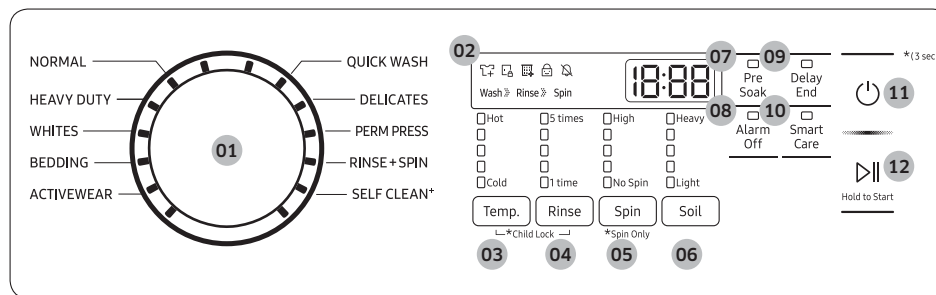 NORMAL
HEAVY DUTY
WHITES
BEDDING
ACTIVEWEAR
01
QUICK WASH
DELICATES
PERM PRESS
RINSE + SPIN
SELF CLEAN+
02
Wash Rinse Spin
18:88
Hot 5 times High Heavy
Cold 1 time No Spin Light
Temp. Rinse Spin Soil
*Child Lock *Spin Only
03 04 05 06
07 09
Pre Soak
Delay End
08 10
Alarm Off
Smart Care
*(3 sec
11
12
Hold to Start